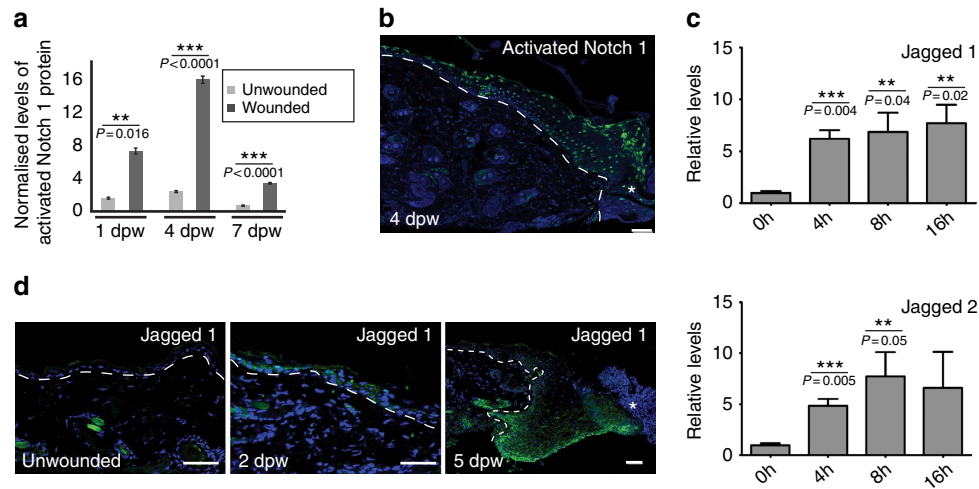 a
Normalised levels of
activated Notch 1 protein
16
12
8
4
0
**
P=0.016
***
P<0.0001
***
P<0.0001
Unwounded
Wounded
1 dpw
4 dpw
7 dpw
b
Activated Notch 1
*
4 dpw
c
Jagged 1
Relative levels
15
10
5
0
***
P=0.004
**
P=0.04
**
P=0.02
0h
4h
8h
16h
d
Jagged 1
Unwounded
Jagged 1
2 dpw
Jagged 1
*
5 dpw
Jagged 2
Relative levels
15
10
5
0
***
P=0.005
**
P=0.05
0h
4h
8h
16h